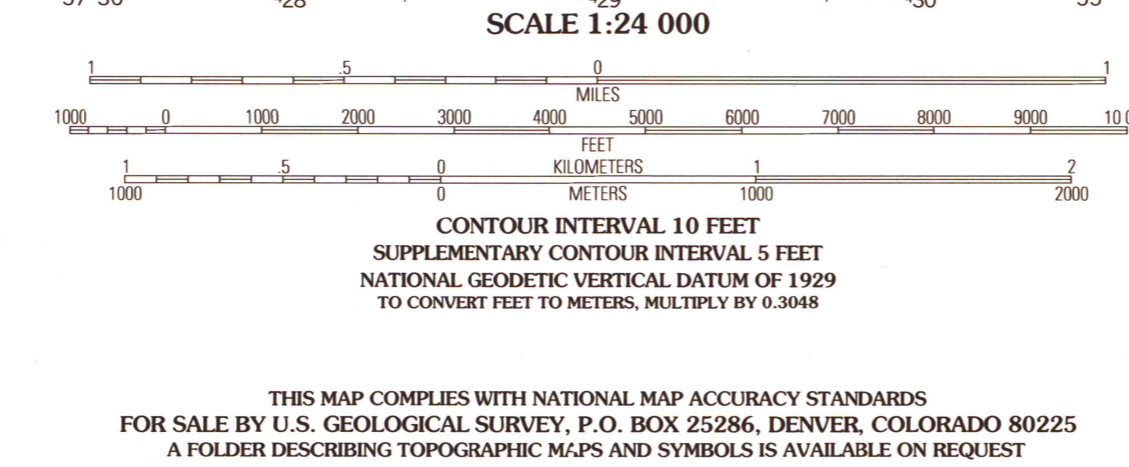 SCALE 1:24 000
1 .5 0 1
MILES
1000 0 1000 2000 3000 4000 5000 6000 7000 8000 9000
FEET
1 .5 0 KILOMETERS 1 2
1000 0 METERS 1000 2000
CONTOUR INTERVAL 10 FEET
SUPPLEMENTARY CONTOUR INTERVAL 5 FEET
NATIONAL GEODETIC VERTICAL DATUM OF 1929
TO CONVERT FEET TO METERS, MULTIPLY BY 0.3048
THIS MAP COMPLIES WITH NATIONAL MAP ACCURACY STANDARDS
FOR SALE BY U.S. GEOLOGICAL SURVEY, P.O. BOX 25286, DENVER, COLORADO 80225
A FOLDER DESCRIBING TOPOGRAPHIC MAPS AND SYMBOLS IS AVAILABLE ON REQUEST